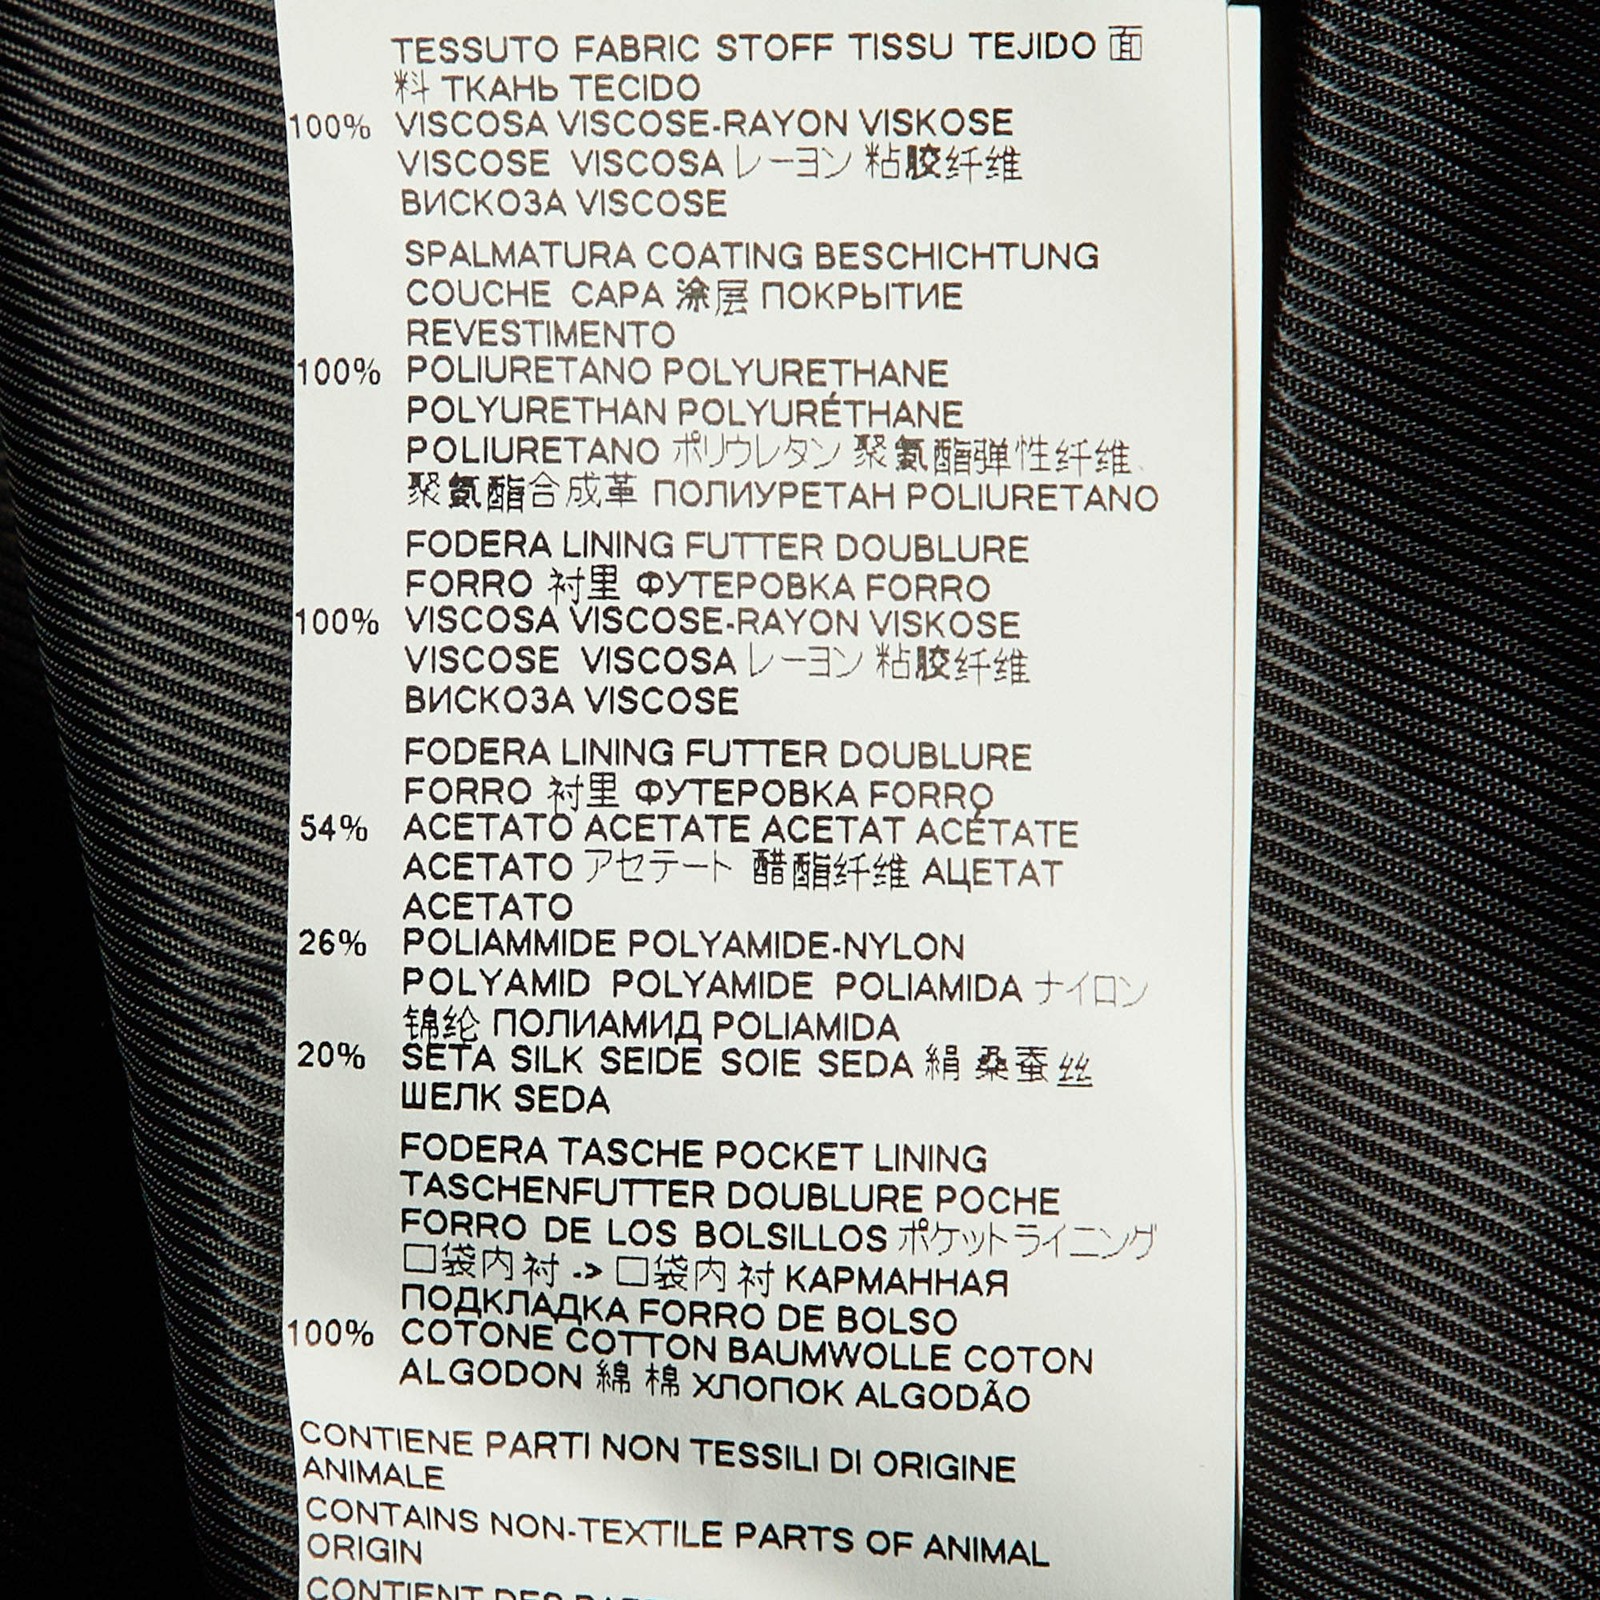 TESSUTO FABRIC STOFF TISSU TEJIDO 面
料 ТКАНЬ TECIDO
100% VISCOSA VISCOSE-RAYON VISKOSE
VISCOSE VISCOSA レーヨン 粘胶纤维
ВИСКОЗА VISCOSE
SPALMATURA COATING BESCHICHTUNG
COUCHE CAPA 涂层 ПОКРЫТИЕ
REVESTIMENTO
100% POLIURETANO POLYURETHANE
POLYURETHAN POLYURÉTHANE
POLIURETANO ポリウレタン 聚氨酯弹性纤维、
聚氨酯合成革 ПОЛИУРЕТАН POLIURETANO
FODERA LINING FUTTER DOUBLURE
FORRO 衬里 ФУТЕРОВКА FORRO
100% VISCOSA VISCOSE-RAYON VISKOSE
VISCOSE VISCOSA レーヨン 粘胶纤维
ВИСКОЗА VISCOSE
FODERA LINING FUTTER DOUBLURE
FORRO 衬里 ФУТЕРОВКА FORRO
54% ACETATO ACETATE ACETAT ACÉTATE
ACETATO アセテート 醋酯纤维 АЦЕТАТ
ACETATO
26% POLIAMMIDE POLYAMIDE-NYLON
POLYAMID POLYAMIDE POLIAMIDA ナイロン
锦纶 ПОЛИАМИД POLIAMIDA
20% SETA SILK SEIDE SOIE SEDA 絹 桑蚕丝
ШЕЛК SEDA
FODERA TASCHE POCKET LINING
TASCHENFUTTER DOUBLURE POCHE
FORRO DE LOS BOLSILLOS ポケットライニング
口袋内衬 -> 口袋内衬 КАРМАННАЯ
ПОДКЛАДКА FORRO DE BOLSO
100% COTONE COTTON BAUMWOLLE COTON
ALGODON 綿 棉 ХЛОПОК ALGODÃO
CONTIENE PARTI NON TESSILI DI ORIGINE
ANIMALE
CONTAINS NON-TEXTILE PARTS OF ANIMAL
ORIGIN
CONTIENT DES